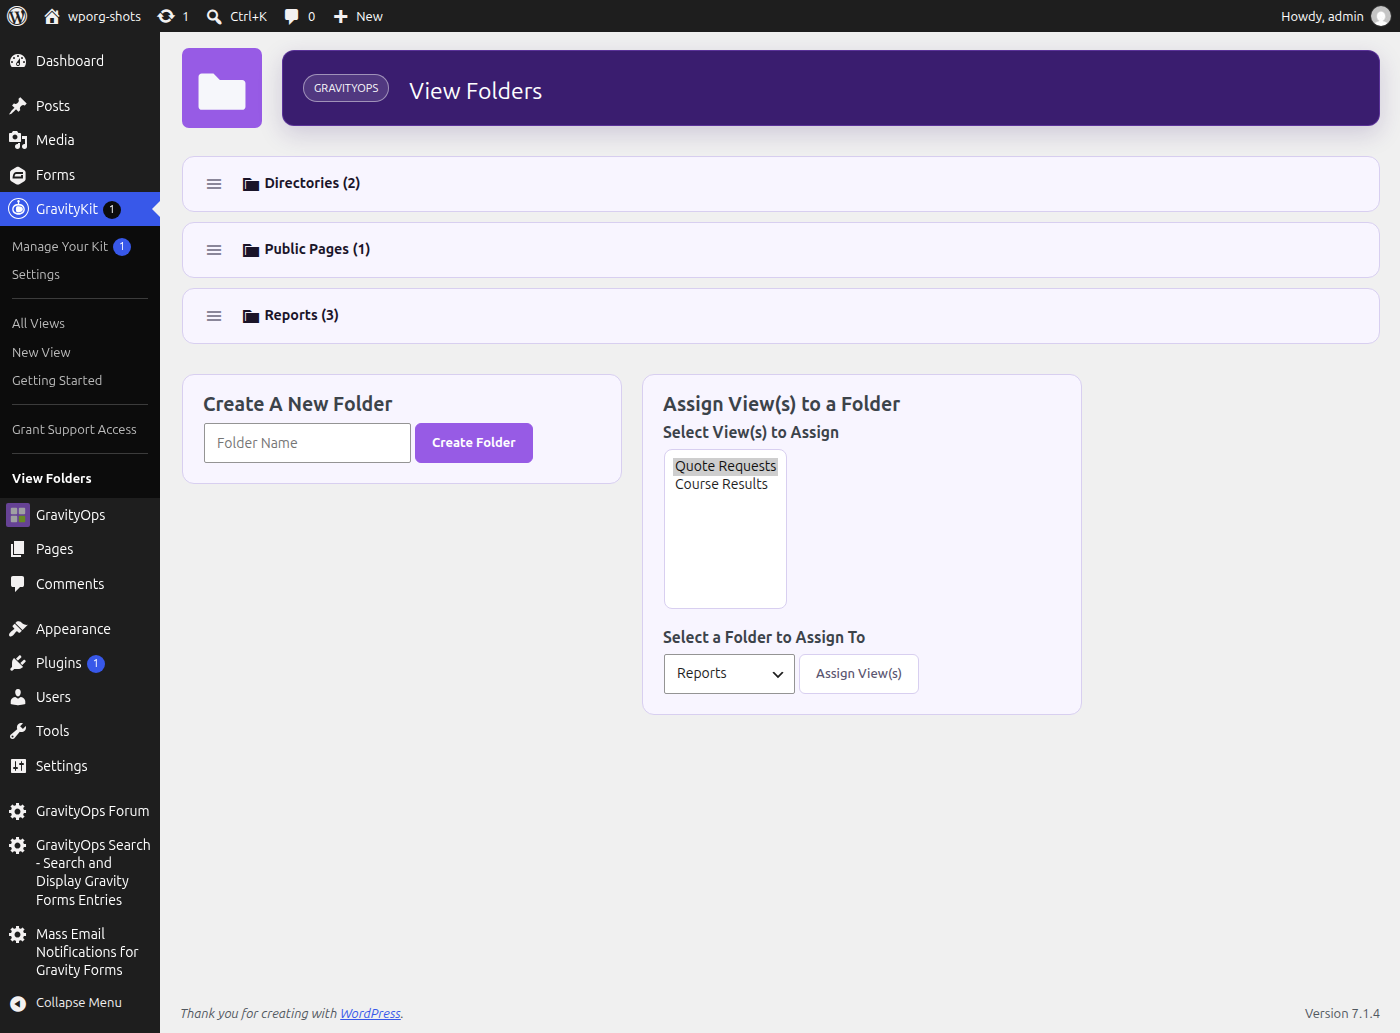 wporg-shots
1
Ctrl+K
0
New
Howdy, admin
Dashboard
Posts
Media
Forms
GravityKit 1
Manage Your Kit 1
Settings
All Views
New View
Getting Started
Grant Support Access
View Folders
GravityOps
Pages
Comments
Appearance
Plugins 1
Users
Tools
Settings
GravityOps Forum
GravityOps Search
- Search and
Display Gravity
Forms Entries
Mass Email
Notifications for
Gravity Forms
Collapse Menu
GRAVITYOPS
View Folders
Directories (2)
Public Pages (1)
Reports (3)
Create A New Folder
Folder Name
Create Folder
Assign View(s) to a Folder
Select View(s) to Assign
Quote Requests
Course Results
Select a Folder to Assign To
Reports
Assign View(s)
Thank you for creating with WordPress.
Version 7.1.4